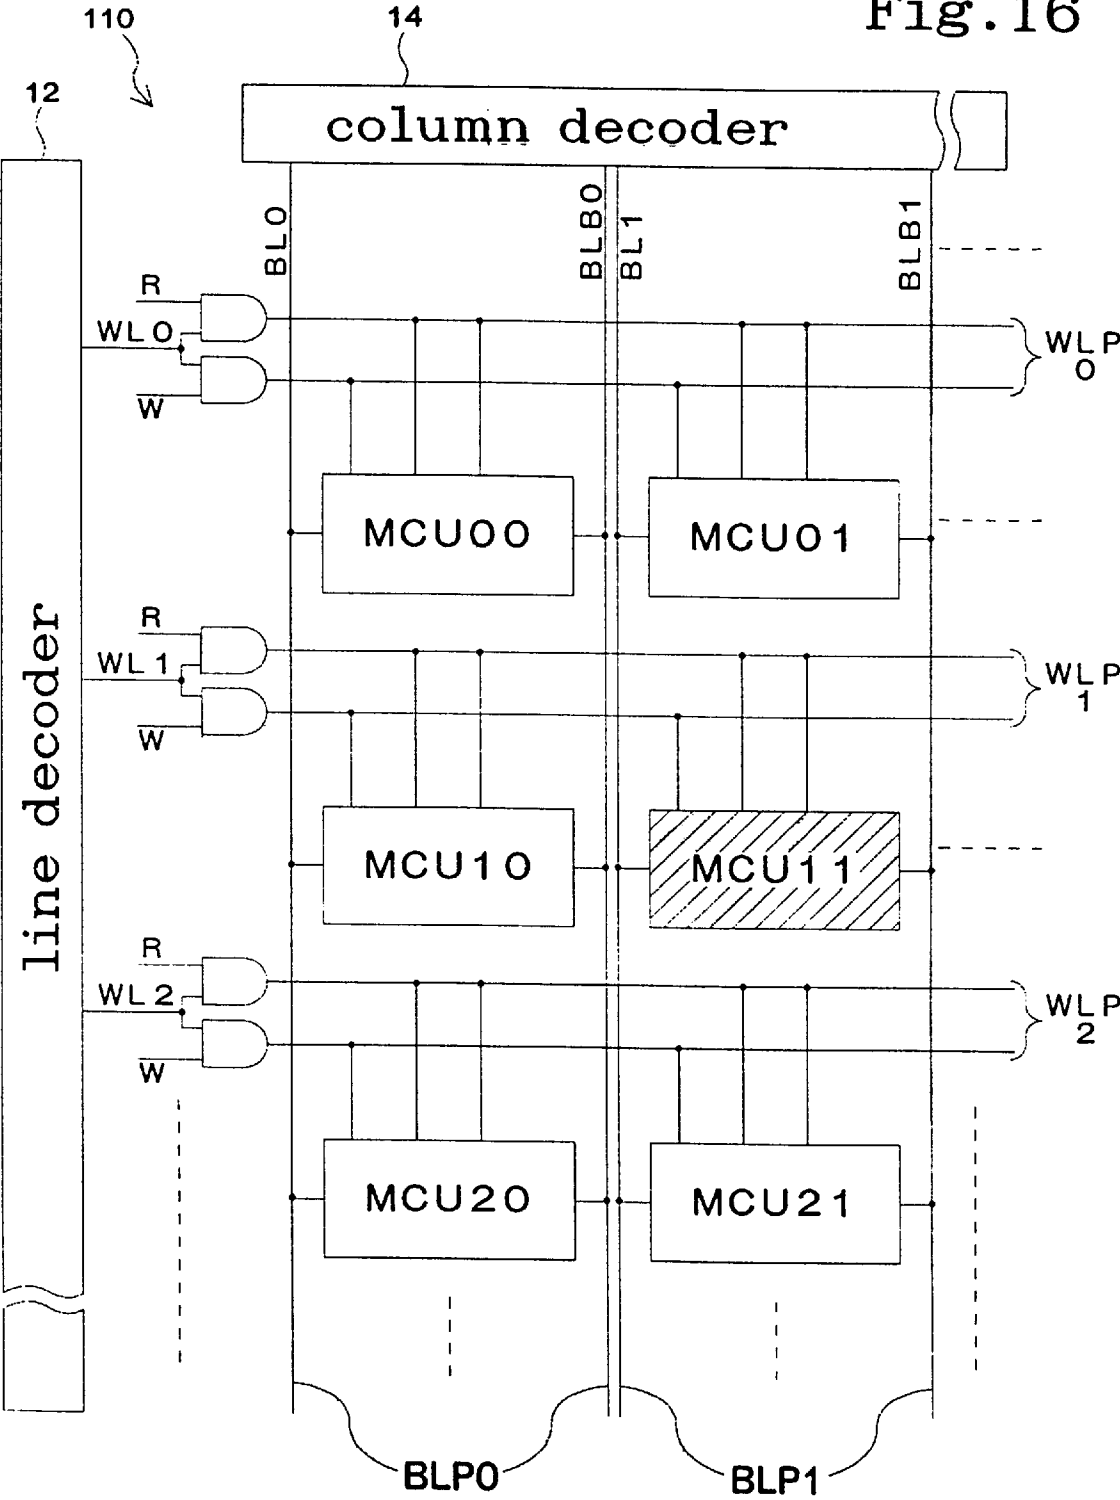 Fig.16
110
14
12
column decoder
line decoder
BL0
BLB0
BL1
BLB1
R
WL0
W
WLP
0
MCU00
MCU01
R
WL1
W
WLP
1
MCU10
MCU11
R
WL2
W
WLP
2
MCU20
MCU21
BLP0
BLP1